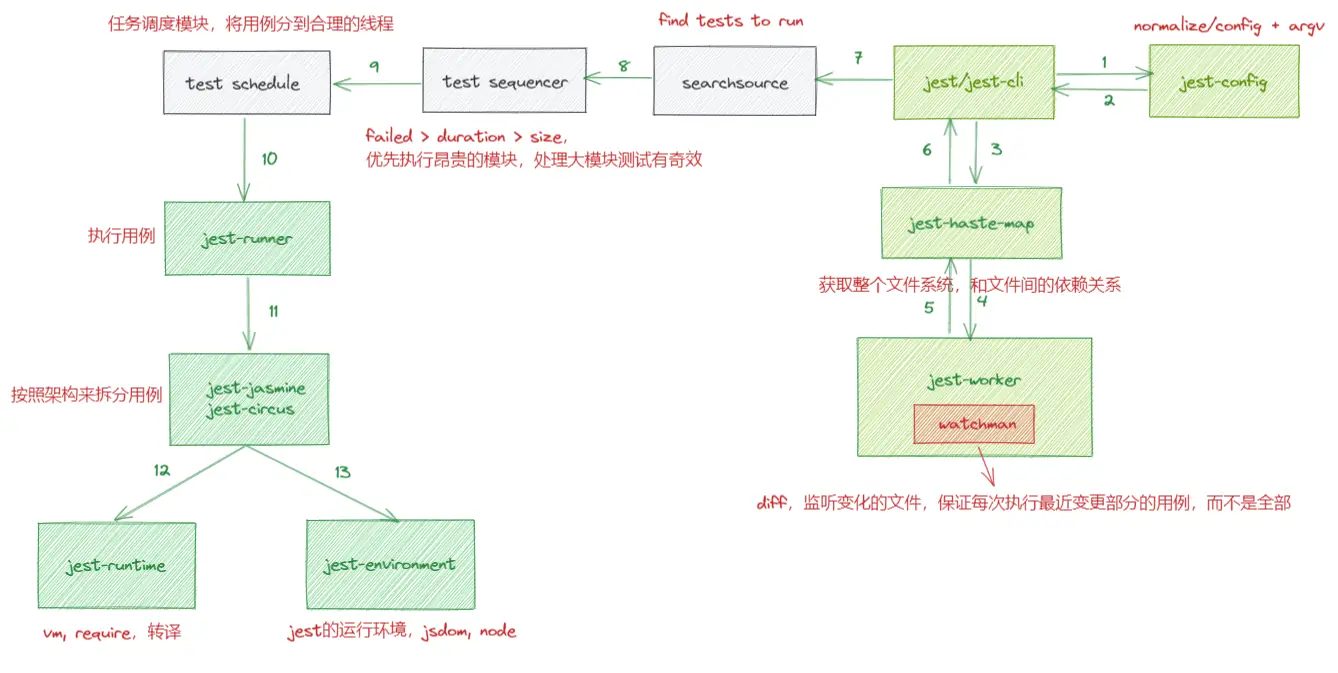 任务调度模块，将用例分到合理的线程
find tests to run
normalize/config + argv
test schedule
9
test sequencer
8
searchsource
7
jest/jest-cli
1
2
jest-config
failed > duration > size,
优先执行昂贵的模块，处理大模块测试有奇效
10
6
3
执行用例
jest-runner
jest-haste-map
获取整个文件系统，和文件间的依赖关系
11
5
4
按照架构来拆分用例
jest-jasmine
jest-circus
jest-worker
watchman
12
13
diff，监听变化的文件，保证每次执行最近变更部分的用例，而不是全部
jest-runtime
jest-environment
vm, require，转译
jest的运行环境，jsdom, node